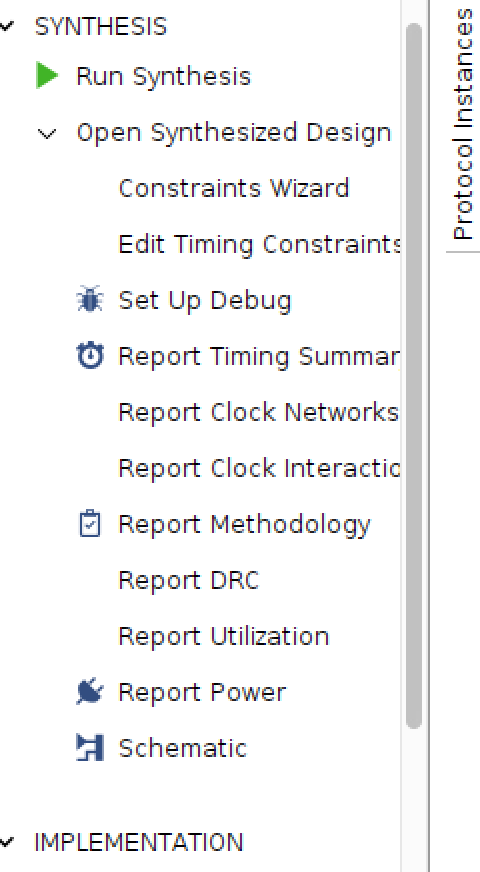 SYNTHESIS
Run Synthesis
Open Synthesized Design
Constraints Wizard
Edit Timing Constraints
Set Up Debug
Report Timing Summar
Report Clock Networks
Report Clock Interactio
Report Methodology
Report DRC
Report Utilization
Report Power
Schematic
IMPLEMENTATION
Protocol Instances